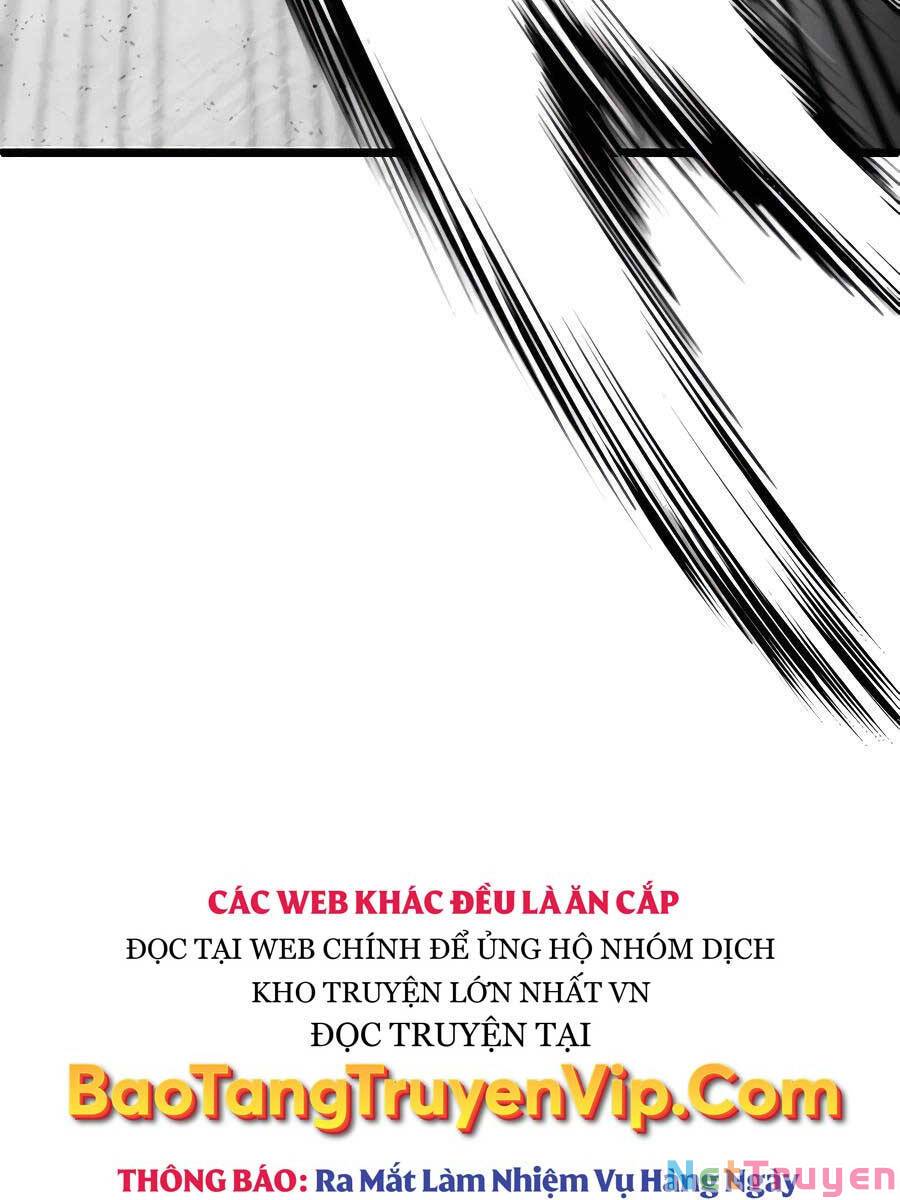 CÁC WEB KHÁC ĐỀU LÀ ĂN CẮP
ĐỌC TẠI WEB CHÍNH ĐỂ ỦNG HỘ NHÓM DỊCH
KHO TRUYỆN LỚN NHẤT VN
ĐỌC TRUYỆN TẠI
BaoTangTruyenVip.Com
THÔNG BÁO: Ra Mắt Làm Nhiệm Vụ Hàng Ngày
NetTruyen